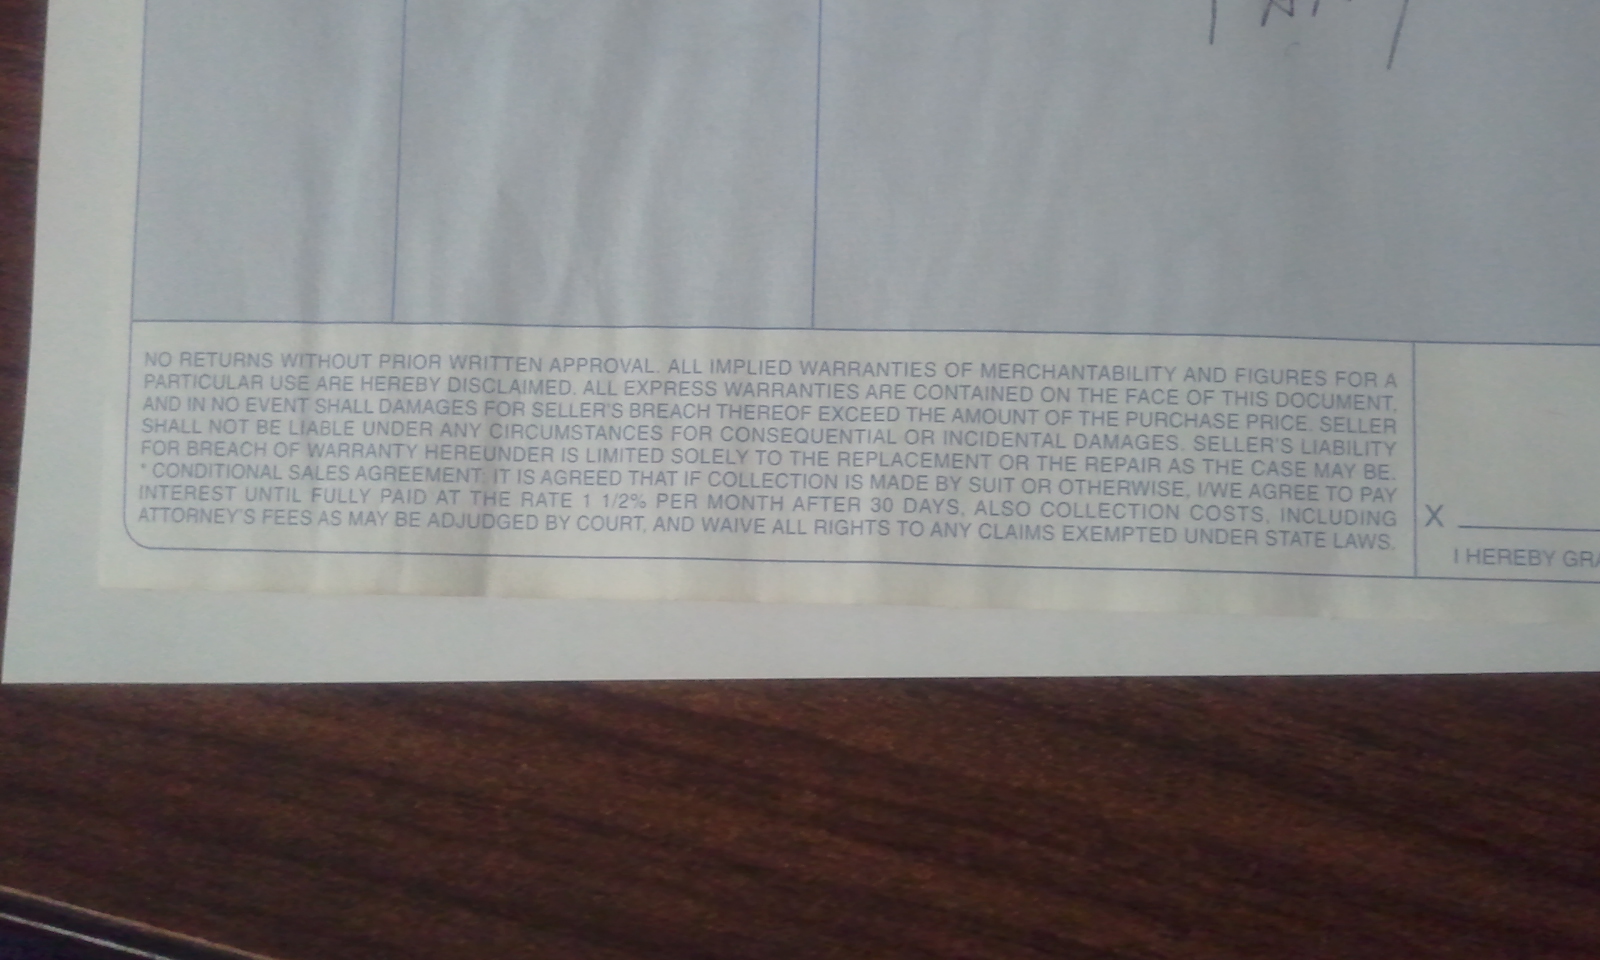 NO RETURNS WITHOUT PRIOR WRITTEN APPROVAL. ALL IMPLIED WARRANTIES OF MERCHANTABILITY AND FIGURES FOR A
PARTICULAR USE ARE HEREBY DISCLAIMED. ALL EXPRESS WARRANTIES ARE CONTAINED ON THE FACE OF THIS DOCUMENT,
AND IN NO EVENT SHALL DAMAGES FOR SELLER'S BREACH THEREOF EXCEED THE AMOUNT OF THE PURCHASE PRICE. SELLER
SHALL NOT BE LIABLE UNDER ANY CIRCUMSTANCES FOR CONSEQUENTIAL OR INCIDENTAL DAMAGES. SELLER'S LIABILITY
FOR BREACH OF WARRANTY HEREUNDER IS LIMITED SOLELY TO THE REPLACEMENT OR THE REPAIR AS THE CASE MAY BE.
* CONDITIONAL SALES AGREEMENT: IT IS AGREED THAT IF COLLECTION IS MADE BY SUIT OR OTHERWISE, I/WE AGREE TO PAY
INTEREST UNTIL FULLY PAID AT THE RATE 1 1/2% PER MONTH AFTER 30 DAYS, ALSO COLLECTION COSTS, INCLUDING
ATTORNEY'S FEES AS MAY BE ADJUDGED BY COURT, AND WAIVE ALL RIGHTS TO ANY CLAIMS EXEMPTED UNDER STATE LAWS.
X
I HEREBY GRA